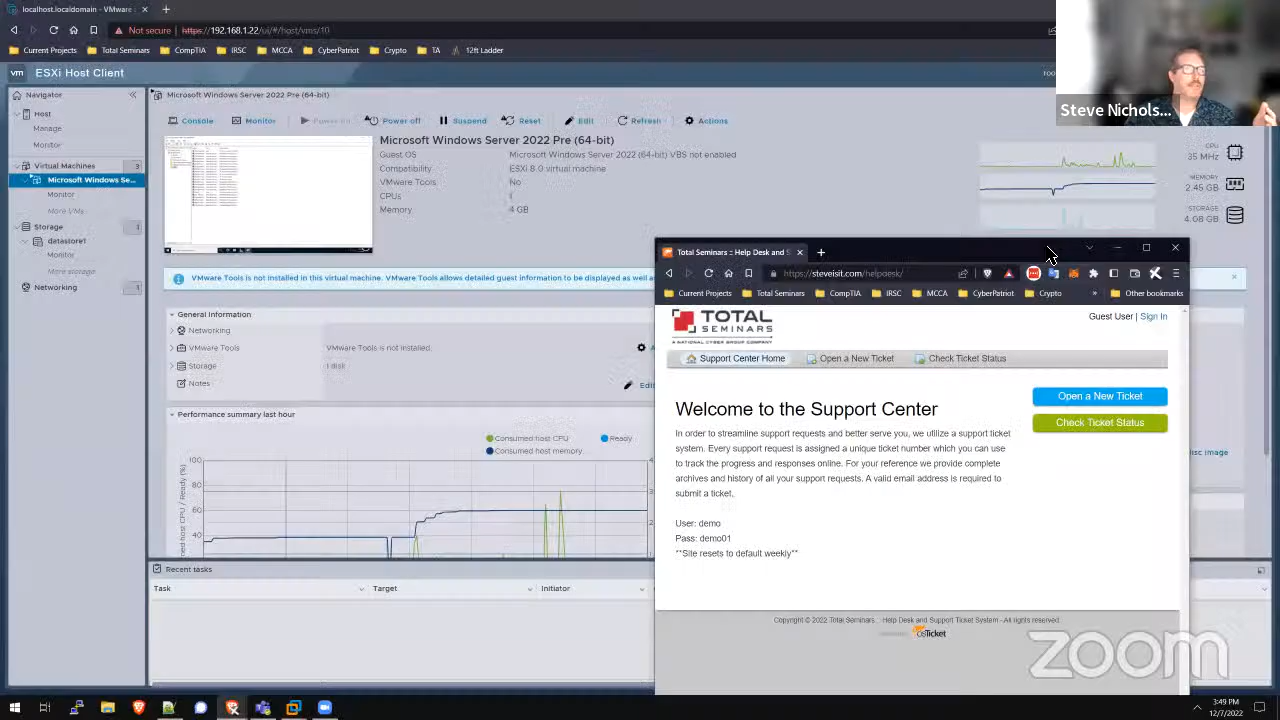 localhost.localdomain - VMware
Not secure
https://192.168.1.22/ui/#/host/vms/10
Current Projects
Total Seminars
CompTIA
IRSC
MCCA
CyberPatriot
Crypto
TA
12ft Ladder
vm
ESXi Host Client
Steve Nichols...
Navigator
Host
Manage
Monitor
Virtual Machines
3
Microsoft Windows Se...
Monitor
More VMs
Storage
1
datastore1
Monitor
More storage
Networking
1
Microsoft Windows Server 2022 Pre (64-bit)
Console
Monitor
Power off
Suspend
Reset
Edit
Refresh
Actions
Microsoft Windows Server 2022 Pre (64-bit)
OS
Microsoft Windows Server
VBS not enabled
ESXi 8.0 virtual machine
No
CPUs
Memory
4 GB
CPU
35 MHz
MEMORY
2.45 GB
STORAGE
4.08 GB
VMware Tools is not installed in this virtual machine. VMware Tools allows detailed guest information to be displayed as well
General Information
Networking
VMware Tools
VMware Tools is not installed.
Storage
1 disk
Notes
Edit
Performance summary last hour
Consumed host CPU
Ready
Consumed host memory
100
80
60
40
Recent tasks
Task
Target
Initiator
Total Seminars :: Help Desk and S
https://steveisit.com/helpdesk/
Current Projects
Total Seminars
CompTIA
IRSC
MCCA
CyberPatriot
Crypto
»
Other bookmarks
TOTAL
SEMINARS
A NATIONAL CYBER GROUP COMPANY
Guest User | Sign In
Support Center Home
Open a New Ticket
Check Ticket Status
Open a New Ticket
Check Ticket Status
Welcome to the Support Center
In order to streamline support requests and better serve you, we utilize a support ticket
system. Every support request is assigned a unique ticket number which you can use
to track the progress and responses online. For your reference we provide complete
archives and history of all your support requests. A valid email address is required to
submit a ticket.
User: demo
Pass: demo01
**Site resets to default weekly**
Copyright © 2022 Total Seminars :: Help Desk and Support Ticket System - All rights reserved.
osTicket
zoom
3:49 PM
12/7/2022